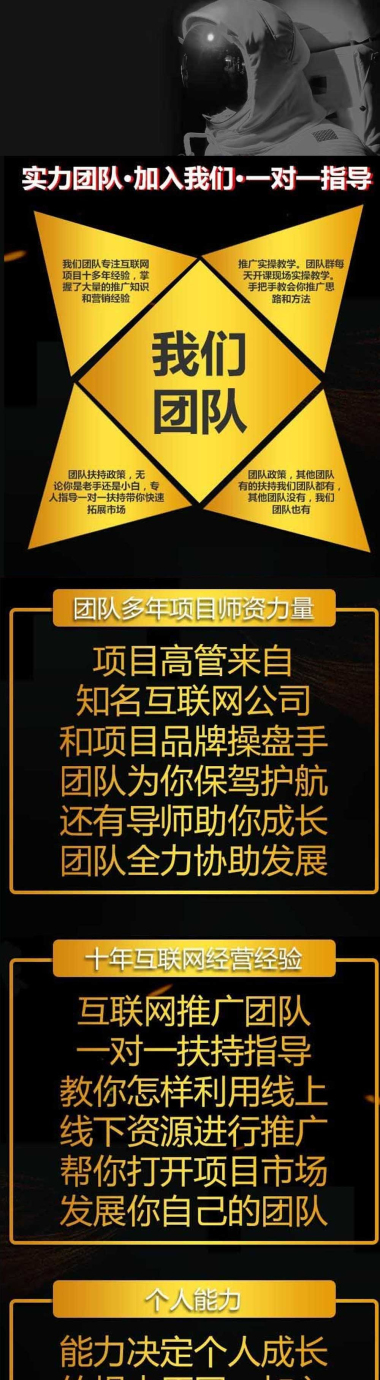 实力团队•加入我们•一对一指导
我们团队专注互联网
项目十多年经验，掌
握了大量的推广知识
和营销经验
推广实操教学。团队群每
天开课现场实操教学。
手把手教会你推广思
路和方法
我们
团队
团队扶持政策，无
论你是老手还是小白，专
人指导一对一扶持带你快速
拓展市场
团队政策，其他团队
有的扶持我们团队都有，
其他团队没有，我们
团队也有
团队多年项目师资力量
项目高管来自
知名互联网公司
和项目品牌操盘手
团队为你保驾护航
还有导师助你成长
团队全力协助发展
十年互联网经营经验
互联网推广团队
一对一扶持指导
教你怎样利用线上
线下资源进行推广
帮你打开项目市场
发展你自己的团队
个人能力
能力决定个人成长